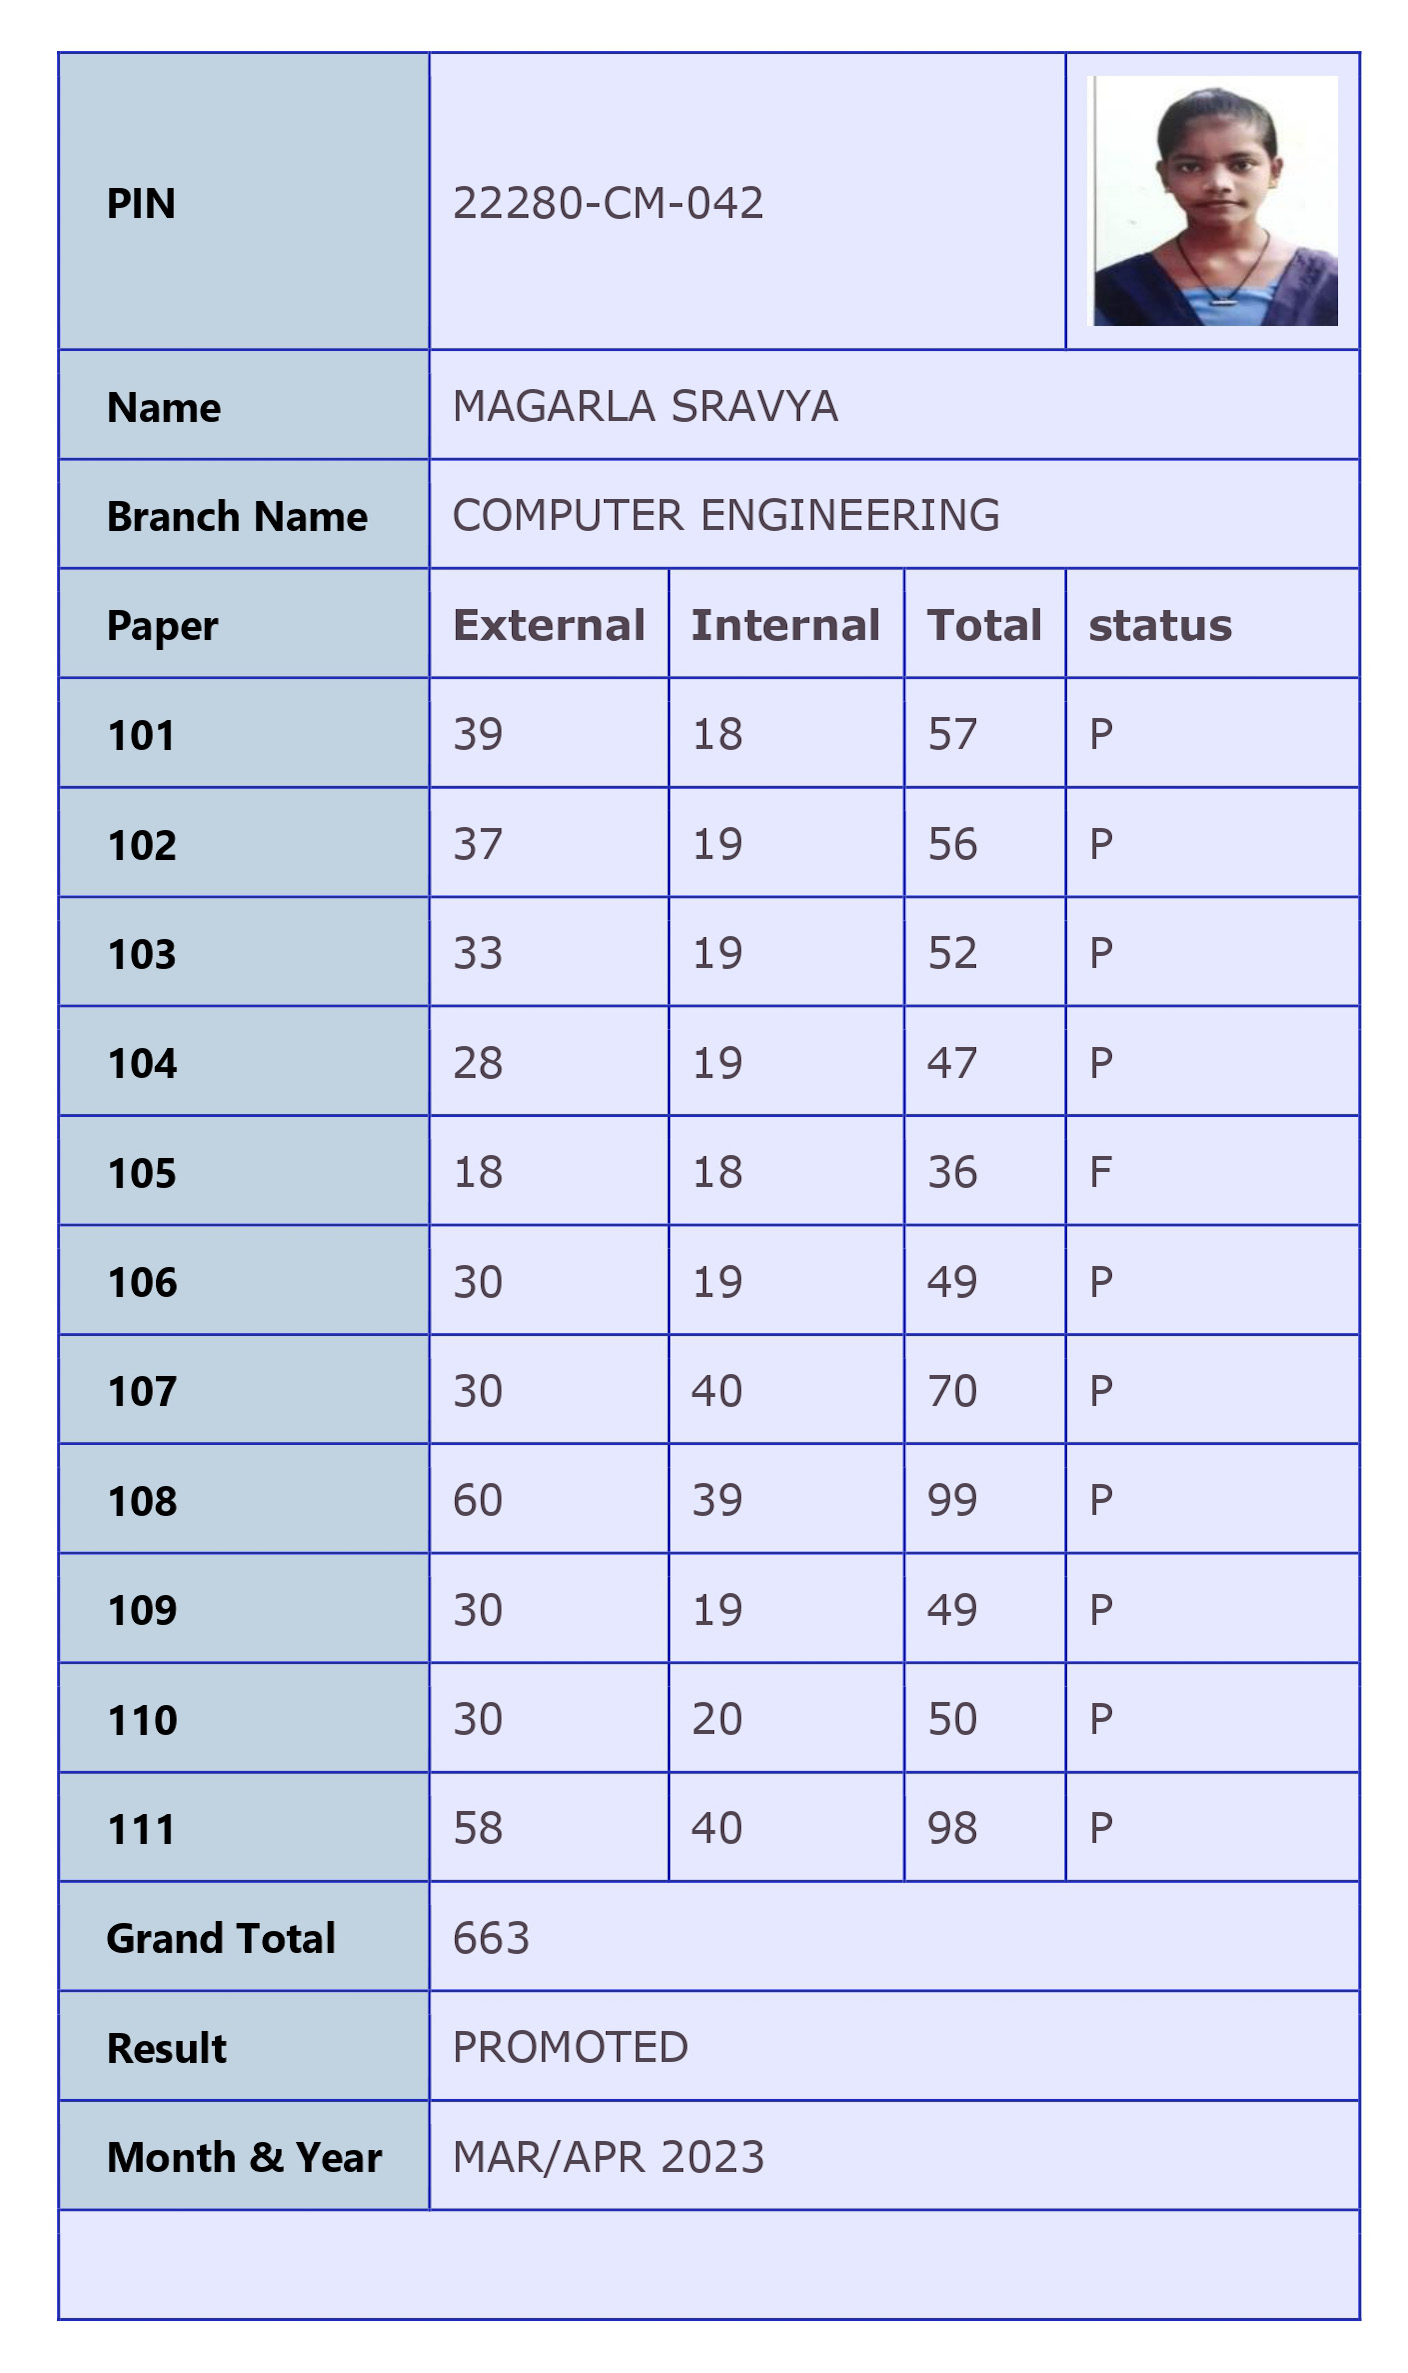 PIN 22280-CM-042
Name MAGARLA SRAVYA
Branch Name COMPUTER ENGINEERING
Paper External Internal Total status
101 39 18 57 P
102 37 19 56 P
103 33 19 52 P
104 28 19 47 P
105 18 18 36 F
106 30 19 49 P
107 30 40 70 P
108 60 39 99 P
109 30 19 49 P
110 30 20 50 P
111 58 40 98 P
Grand Total 663
Result PROMOTED
Month & Year MAR/APR 2023